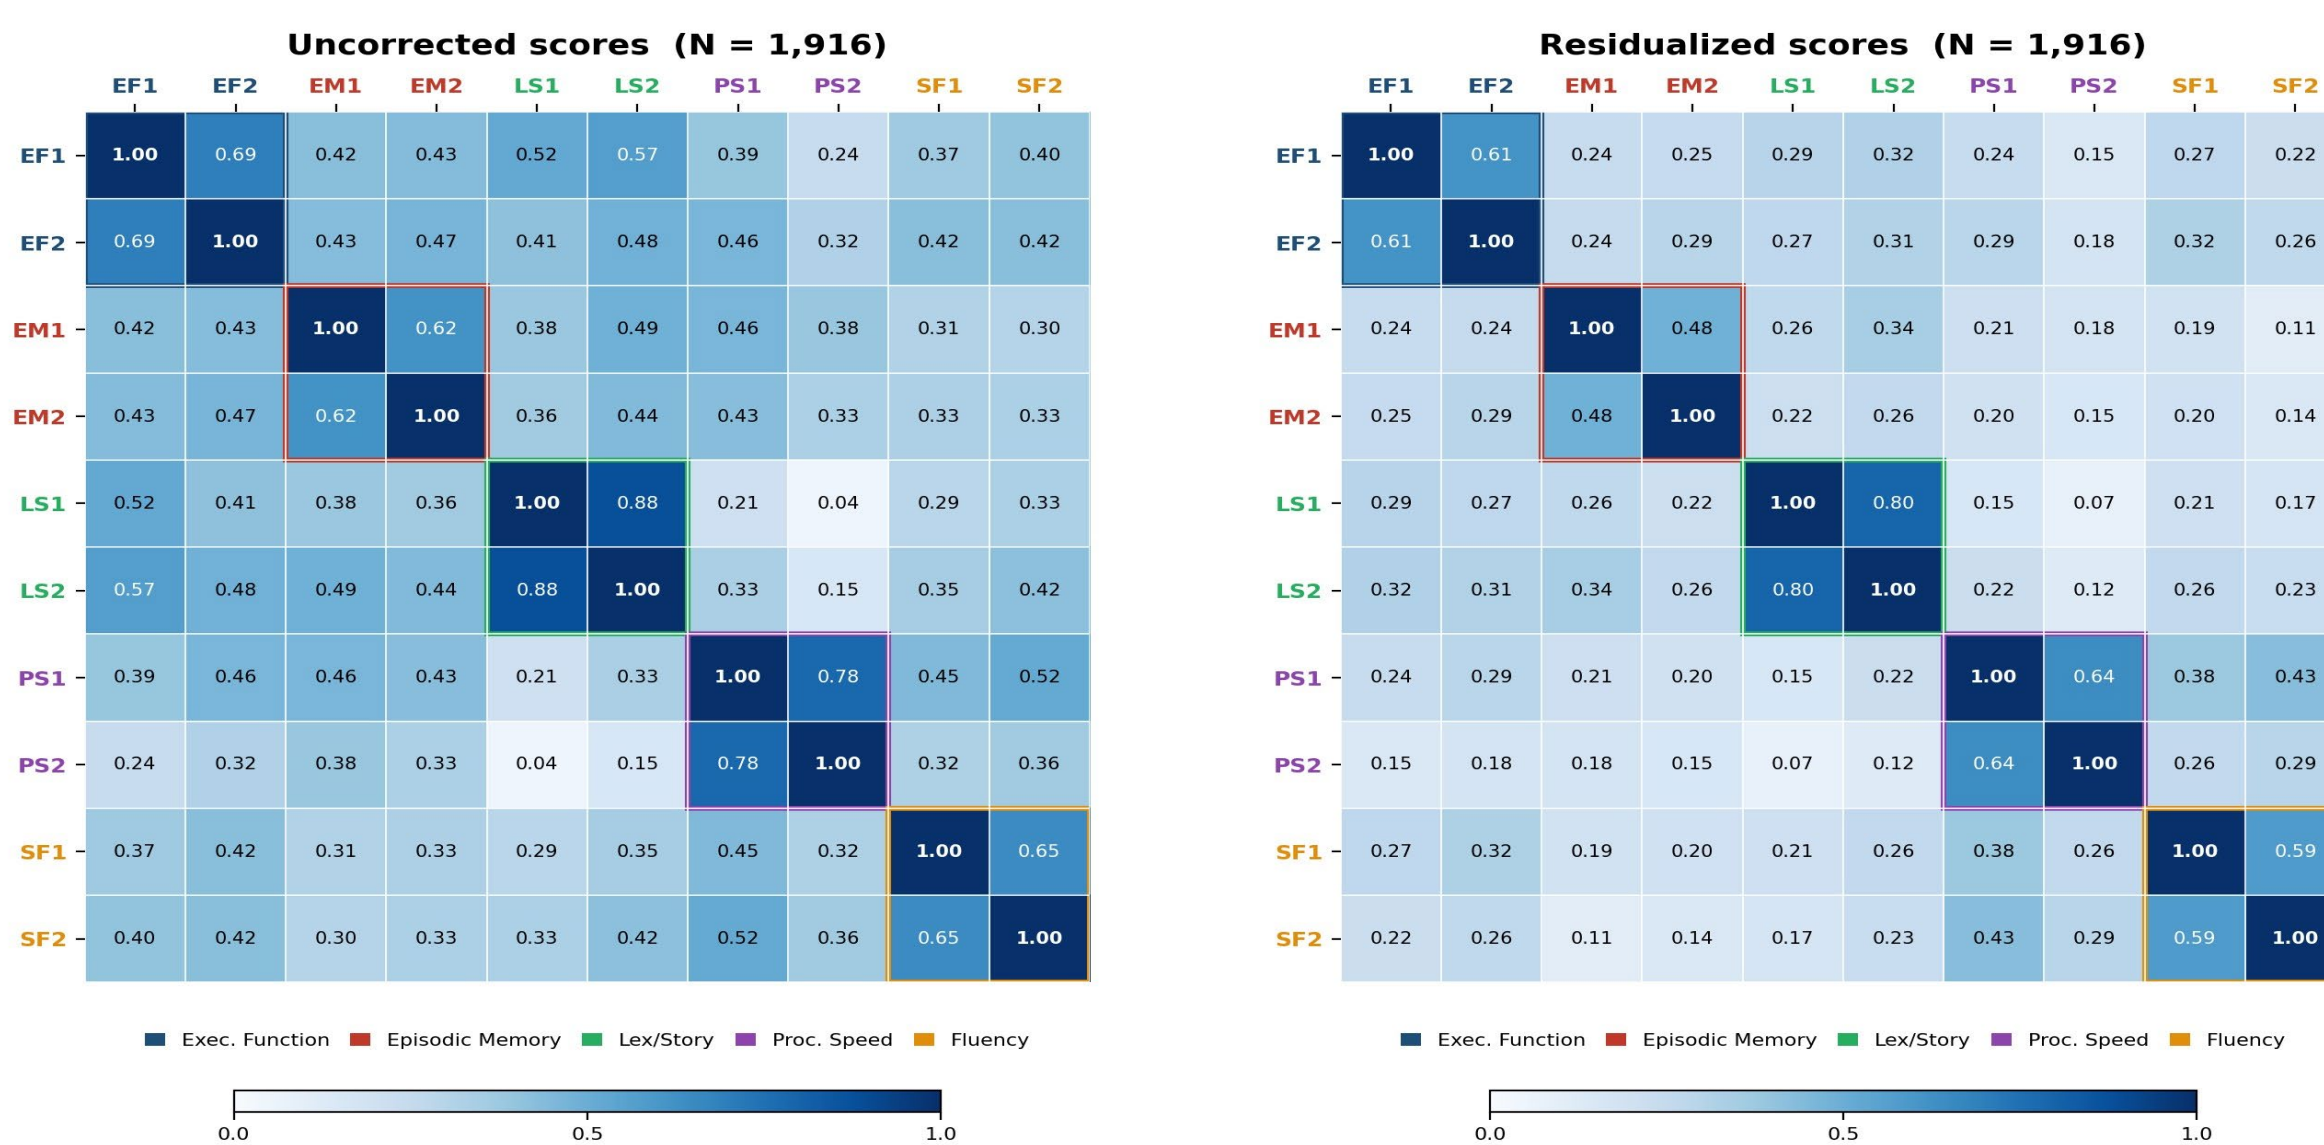 Uncorrected scores (N = 1,916)
EF1 EF2 EM1 EM2 LS1 LS2 PS1 PS2 SF1 SF2
EF1 1.00 0.69 0.42 0.43 0.52 0.57 0.39 0.24 0.37 0.40
EF2 0.69 1.00 0.43 0.47 0.41 0.48 0.46 0.32 0.42 0.42
EM1 0.42 0.43 1.00 0.62 0.38 0.49 0.46 0.38 0.31 0.30
EM2 0.43 0.47 0.62 1.00 0.36 0.44 0.43 0.33 0.33 0.33
LS1 0.52 0.41 0.38 0.36 1.00 0.88 0.21 0.04 0.29 0.33
LS2 0.57 0.48 0.49 0.44 0.88 1.00 0.33 0.15 0.35 0.42
PS1 0.39 0.46 0.46 0.43 0.21 0.33 1.00 0.78 0.45 0.52
PS2 0.24 0.32 0.38 0.33 0.04 0.15 0.78 1.00 0.32 0.36
SF1 0.37 0.42 0.31 0.33 0.29 0.35 0.45 0.32 1.00 0.65
SF2 0.40 0.42 0.30 0.33 0.33 0.42 0.52 0.36 0.65 1.00
Exec. Function Episodic Memory Lex/Story Proc. Speed Fluency
0.0 0.5 1.0
Residualized scores (N = 1,916)
EF1 EF2 EM1 EM2 LS1 LS2 PS1 PS2 SF1 SF2
EF1 1.00 0.61 0.24 0.25 0.29 0.32 0.24 0.15 0.27 0.22
EF2 0.61 1.00 0.24 0.29 0.27 0.31 0.29 0.18 0.32 0.26
EM1 0.24 0.24 1.00 0.48 0.26 0.34 0.21 0.18 0.19 0.11
EM2 0.25 0.29 0.48 1.00 0.22 0.26 0.20 0.15 0.20 0.14
LS1 0.29 0.27 0.26 0.22 1.00 0.80 0.15 0.07 0.21 0.17
LS2 0.32 0.31 0.34 0.26 0.80 1.00 0.22 0.12 0.26 0.23
PS1 0.24 0.29 0.21 0.20 0.15 0.22 1.00 0.64 0.38 0.43
PS2 0.15 0.18 0.18 0.15 0.07 0.12 0.64 1.00 0.26 0.29
SF1 0.27 0.32 0.19 0.20 0.21 0.26 0.38 0.26 1.00 0.59
SF2 0.22 0.26 0.11 0.14 0.17 0.23 0.43 0.29 0.59 1.00
Exec. Function Episodic Memory Lex/Story Proc. Speed Fluency
0.0 0.5 1.0